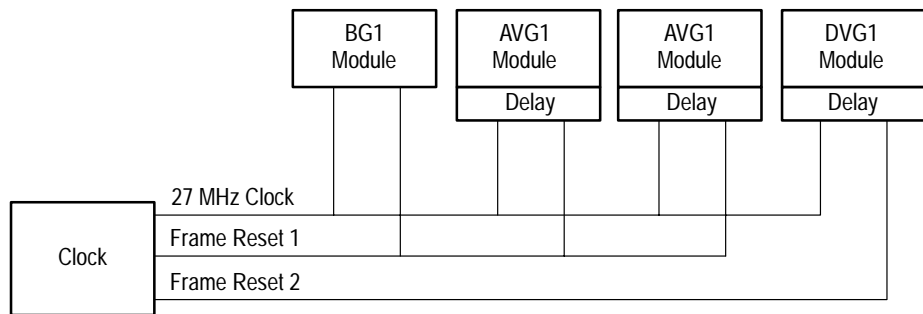 BG1
Module
AVG1
Module
Delay
AVG1
Module
Delay
DVG1
Module
Delay
27 MHz Clock
Frame Reset 1
Clock
Frame Reset 2